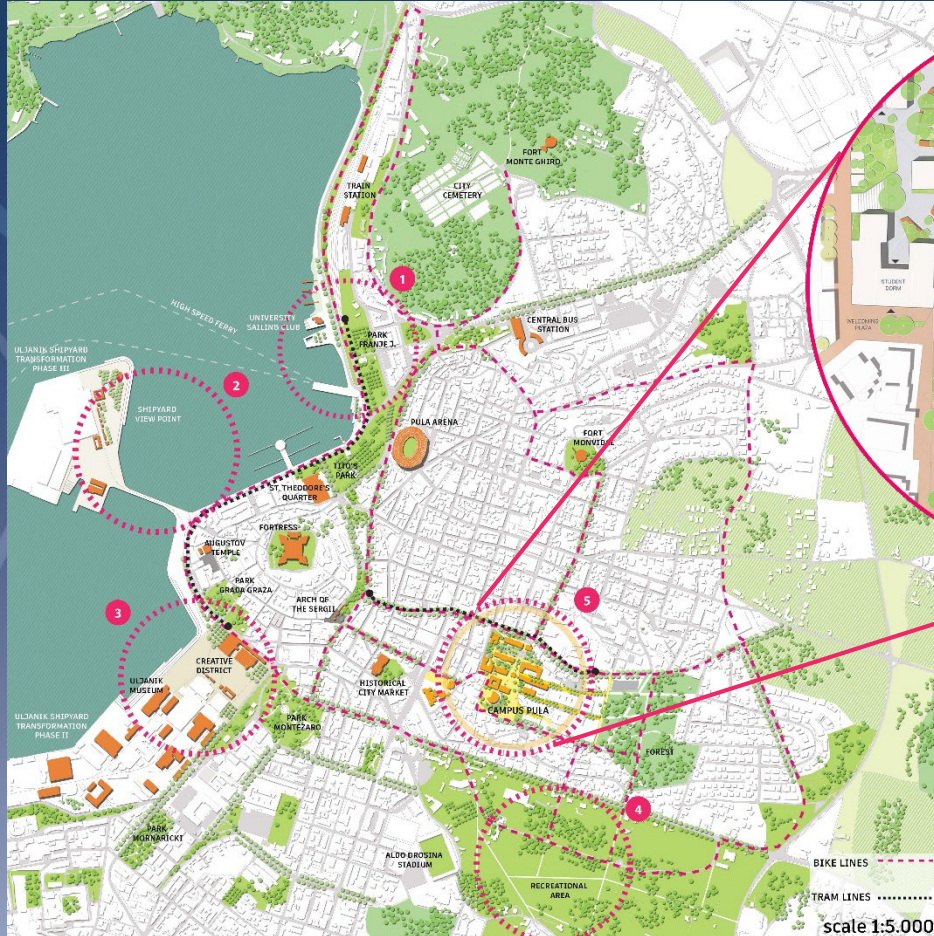 FORT
MONTE GHIRO
TRAIN
STATION
CITY
CEMETERY
1
HIGH SPEED FERRY
UNIVERSITY
SAILING CLUB
PARK
FRANJE J.
CENTRAL BUS
STATION
STUDENT
DORM
WELCOMING
PLAZA
ULJANIK SHIPYARD
TRANSFORMATION
PHASE III
2
SHIPYARD
VIEW POINT
PULA ARENA
FORT
TITO'S
PARK
ST. THEODORE'S
QUARTER
FORTRESS
AUGUSTOV
TEMPLE
PARK
GRADA GRAZA
ARCH OF
THE SERGII
3
5
CREATIVE
DISTRICT
ULJANIK
MUSEUM
HISTORICAL
CITY MARKET
CAMPUS PULA
PARK
MONTEZARO
ULJANIK SHIPYARD
TRANSFORMATION
PHASE II
FOREST
4
PARK
MORNARICKI
ALDO DROSINA
STADIUM
RECREATIONAL
AREA
BIKE LINES
TRAM LINES
scale 1:5.000